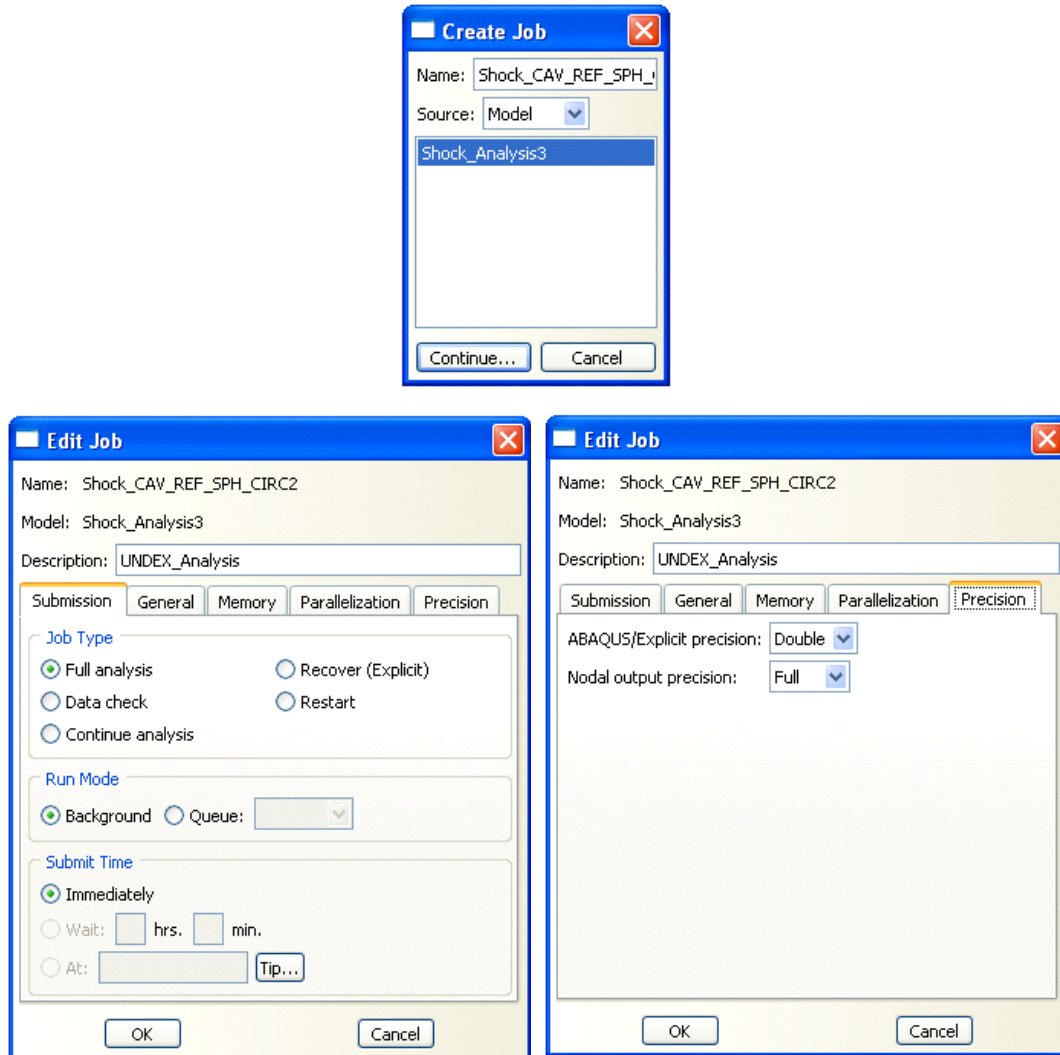 Create Job
Name: Shock_CAV_REF_SPH_
Source: Model
Shock_Analysis3
Continue... Cancel
Edit Job
Name: Shock_CAV_REF_SPH_CIRC2
Model: Shock_Analysis3
Description: UNDEX_Analysis
Submission General Memory Parallelization Precision
Job Type
Full analysis Recover (Explicit)
Data check Restart
Continue analysis
Run Mode
Background Queue:
Submit Time
Immediately
Wait: hrs. min.
At: Tip...
OK Cancel
Edit Job
Name: Shock_CAV_REF_SPH_CIRC2
Model: Shock_Analysis3
Description: UNDEX_Analysis
Submission General Memory Parallelization Precision
ABAQUS/Explicit precision: Double
Nodal output precision: Full
OK Cancel